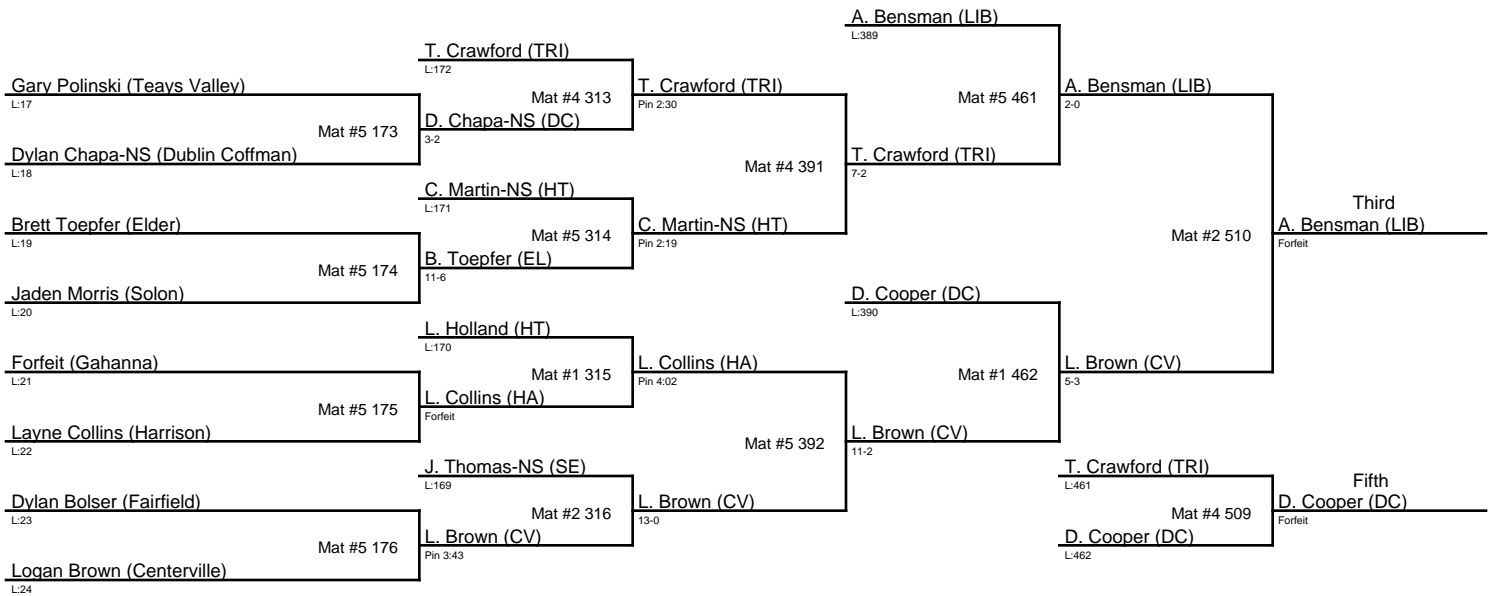 A. Bensman (LIB)
L:389
T. Crawford (TRI)
L:172
Gary Polinski (Teays Valley)
L:17
Mat #4 313
T. Crawford (TRI)
Pin 2:30
Mat #5 461
A. Bensman (LIB)
2-0
Mat #5 173
D. Chapa-NS (DC)
3-2
Dylan Chapa-NS (Dublin Coffman)
L:18
Mat #4 391
T. Crawford (TRI)
7-2
C. Martin-NS (HT)
L:171
Brett Toepfer (Elder)
L:19
Mat #5 314
C. Martin-NS (HT)
Pin 2:19
Mat #2 510
Third
A. Bensman (LIB)
Forfeit
Mat #5 174
B. Toepfer (EL)
11-6
Jaden Morris (Solon)
L:20
D. Cooper (DC)
L:390
L. Holland (HT)
L:170
Forfeit (Gahanna)
L:21
Mat #1 315
L. Collins (HA)
Pin 4:02
Mat #1 462
L. Brown (CV)
5-3
Mat #5 175
L. Collins (HA)
Forfeit
Layne Collins (Harrison)
L:22
Mat #5 392
L. Brown (CV)
11-2
J. Thomas-NS (SE)
L:169
T. Crawford (TRI)
L:461
Dylan Bolser (Fairfield)
L:23
Mat #2 316
L. Brown (CV)
13-0
Mat #4 509
Fifth
D. Cooper (DC)
Forfeit
Mat #5 176
L. Brown (CV)
Pin 3:43
D. Cooper (DC)
L:462
Logan Brown (Centerville)
L:24